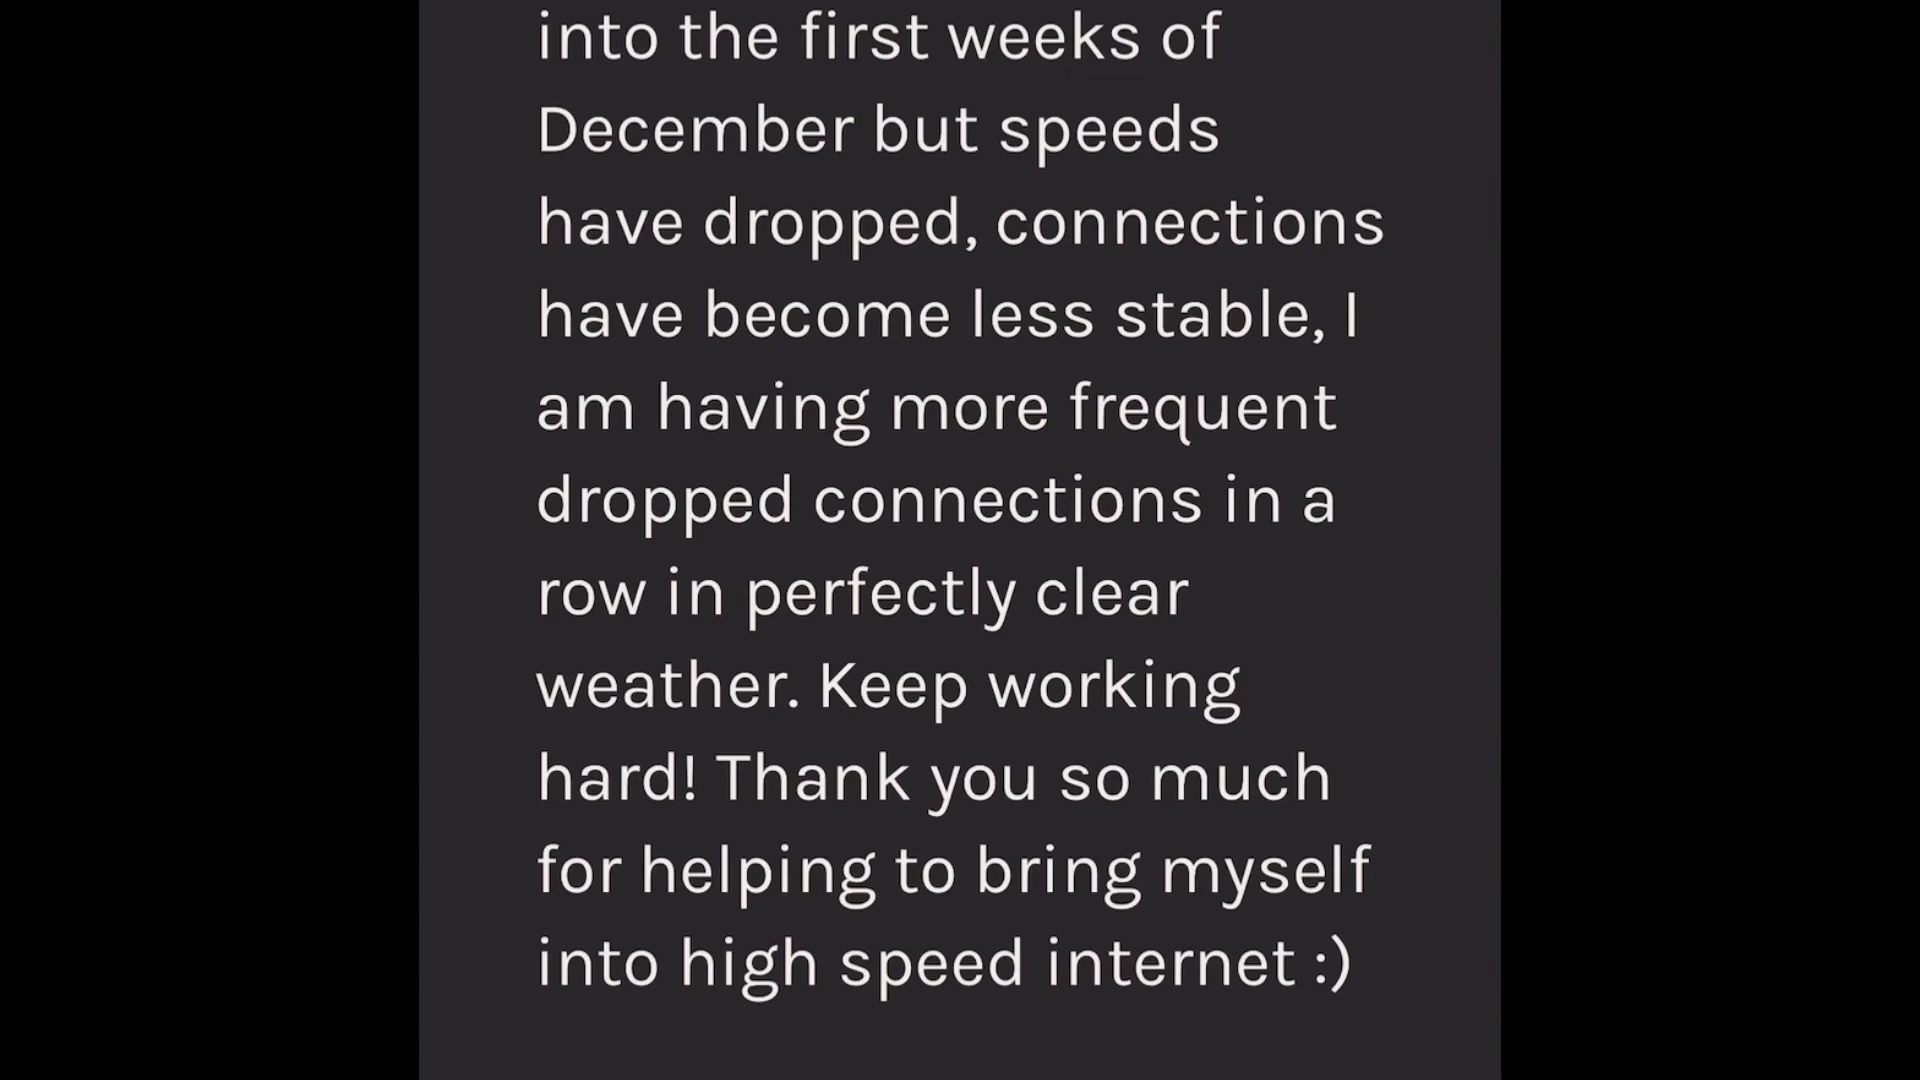 into the first weeks of
December but speeds
have dropped, connections
have become less stable, I
am having more frequent
dropped connections in a
row in perfectly clear
weather. Keep working
hard! Thank you so much
for helping to bring myself
into high speed internet :)